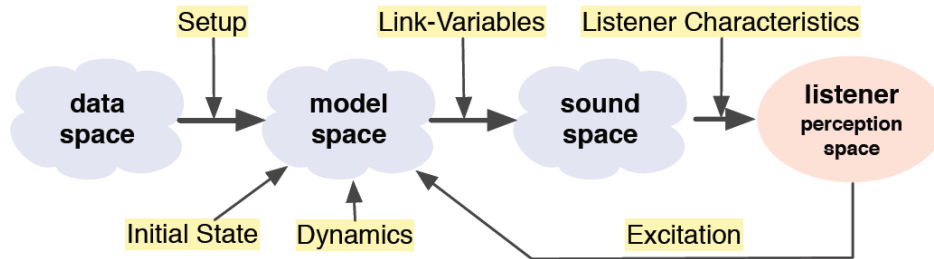 Setup
Link-Variables
Listener Characteristics
data
space
model
space
sound
space
listener
perception
space
Initial State
Dynamics
Excitation